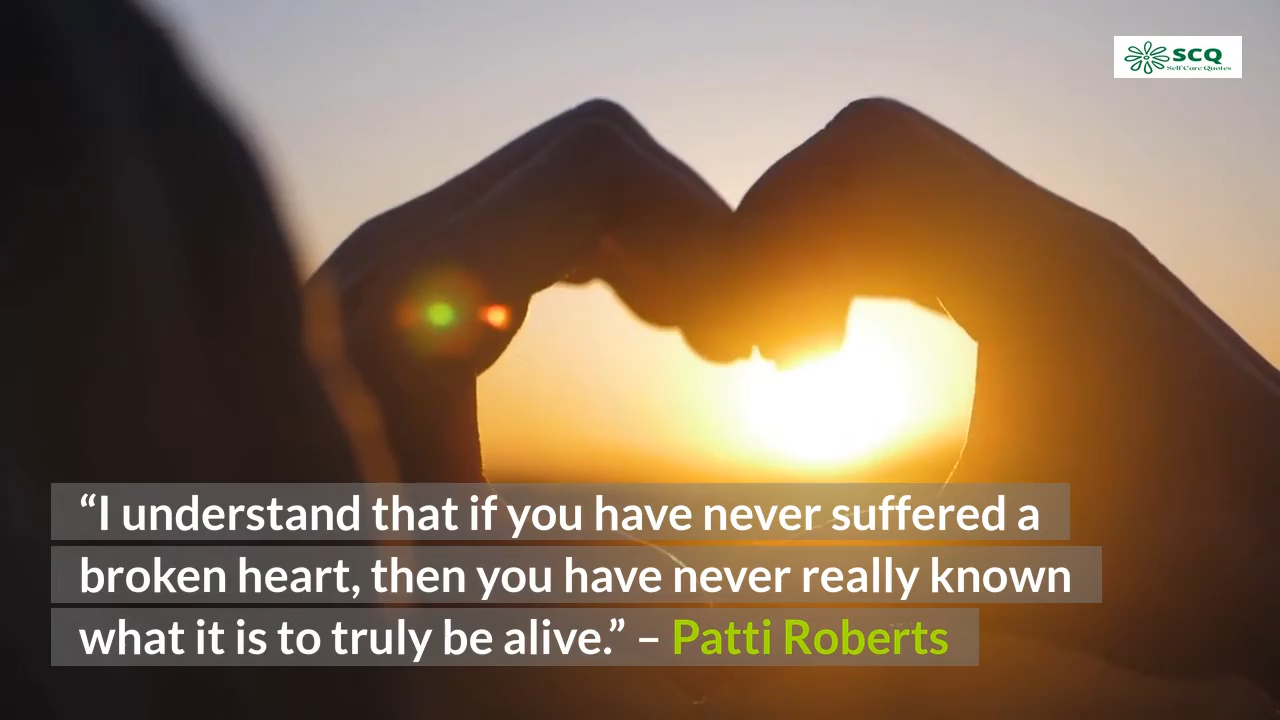 SCQ
Self Care Quotes
“I understand that if you have never suffered a
broken heart, then you have never really known
what it is to truly be alive.” – Patti Roberts